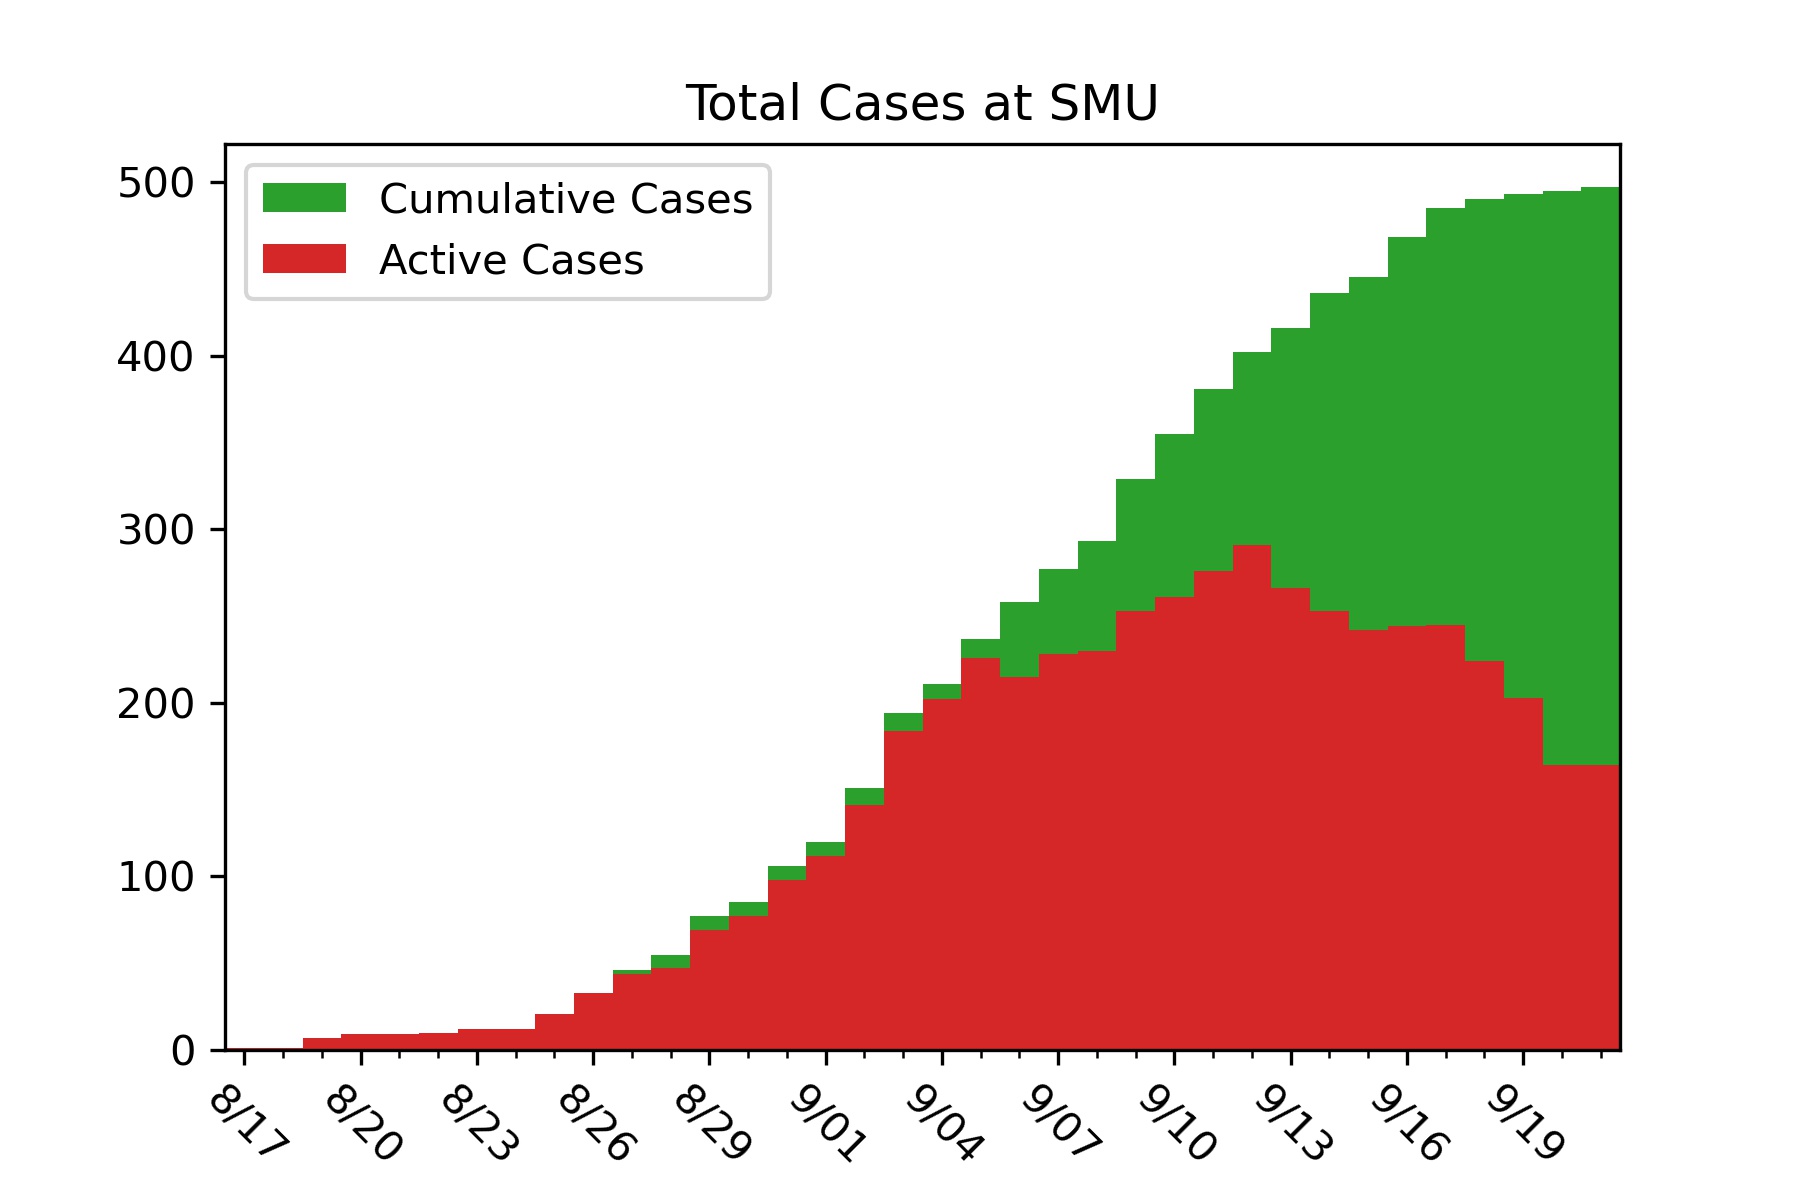 Total Cases at SMU
Cumulative Cases
Active Cases
500
400
300
200
100
0
8/17 8/20 8/23 8/26 8/29 9/01 9/04 9/07 9/10 9/13 9/16 9/19